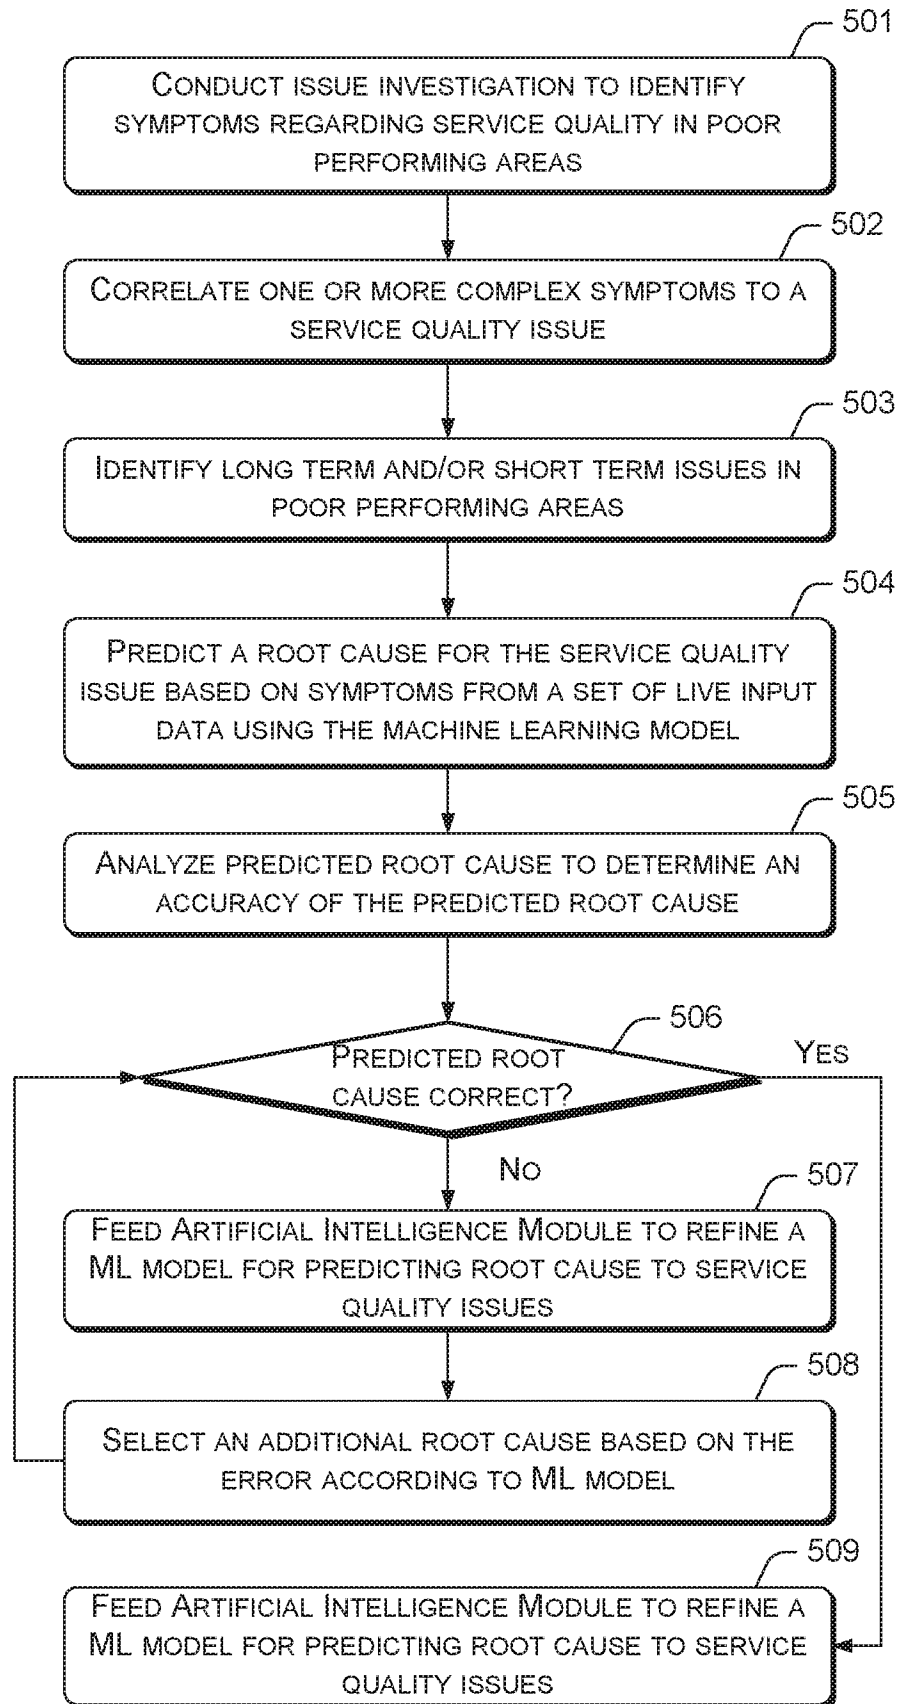 501
CONDUCT ISSUE INVESTIGATION TO IDENTIFY
SYMPTOMS REGARDING SERVICE QUALITY IN POOR
PERFORMING AREAS
502
CORRELATE ONE OR MORE COMPLEX SYMPTOMS TO A
SERVICE QUALITY ISSUE
503
IDENTIFY LONG TERM AND/OR SHORT TERM ISSUES IN
POOR PERFORMING AREAS
504
PREDICT A ROOT CAUSE FOR THE SERVICE QUALITY
ISSUE BASED ON SYMPTOMS FROM A SET OF LIVE INPUT
DATA USING THE MACHINE LEARNING MODEL
505
ANALYZE PREDICTED ROOT CAUSE TO DETERMINE AN
ACCURACY OF THE PREDICTED ROOT CAUSE
506
PREDICTED ROOT
CAUSE CORRECT?
YES
NO
507
FEED ARTIFICIAL INTELLIGENCE MODULE TO REFINE A
ML MODEL FOR PREDICTING ROOT CAUSE TO SERVICE
QUALITY ISSUES
508
SELECT AN ADDITIONAL ROOT CAUSE BASED ON THE
ERROR ACCORDING TO ML MODEL
509
FEED ARTIFICIAL INTELLIGENCE MODULE TO REFINE A
ML MODEL FOR PREDICTING ROOT CAUSE TO SERVICE
QUALITY ISSUES